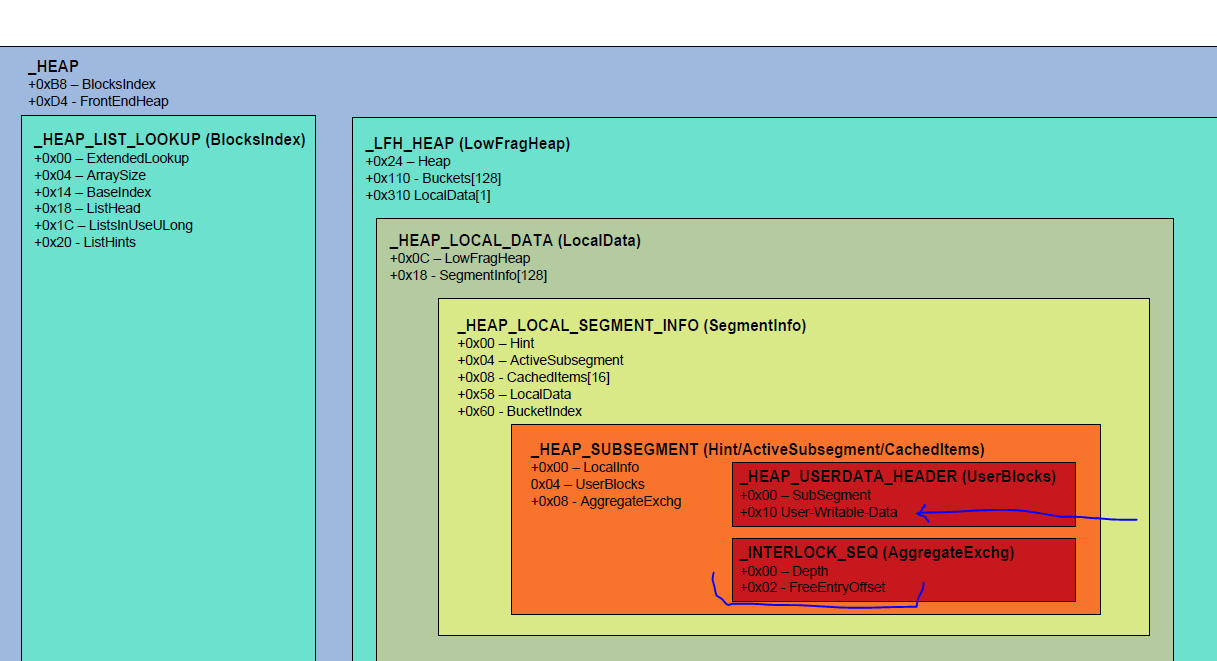 _HEAP
+0xB8 – BlocksIndex
+0xD4 - FrontEndHeap
_HEAP_LIST_LOOKUP (BlocksIndex)
+0x00 – ExtendedLookup
+0x04 – ArraySize
+0x14 – BaseIndex
+0x18 – ListHead
+0x1C – ListsInUseULong
+0x20 - ListHints
_LFH_HEAP (LowFragHeap)
+0x24 – Heap
+0x110 - Buckets[128]
+0x310 LocalData[1]
_HEAP_LOCAL_DATA (LocalData)
+0x0C – LowFragHeap
+0x18 - SegmentInfo[128]
_HEAP_LOCAL_SEGMENT_INFO (SegmentInfo)
+0x00 – Hint
+0x04 – ActiveSubsegment
+0x08 - CachedItems[16]
+0x58 – LocalData
+0x60 - BucketIndex
_HEAP_SUBSEGMENT (Hint/ActiveSubsegment/CachedItems)
+0x00 – LocalInfo
0x04 – UserBlocks
+0x08 - AggregateExchg
_HEAP_USERDATA_HEADER (UserBlocks)
+0x00 – SubSegment
+0x10 User-Writable-Data
_INTERLOCK_SEQ (AggregateExchg)
+0x00 – Depth
+0x02 - FreeEntryOffset